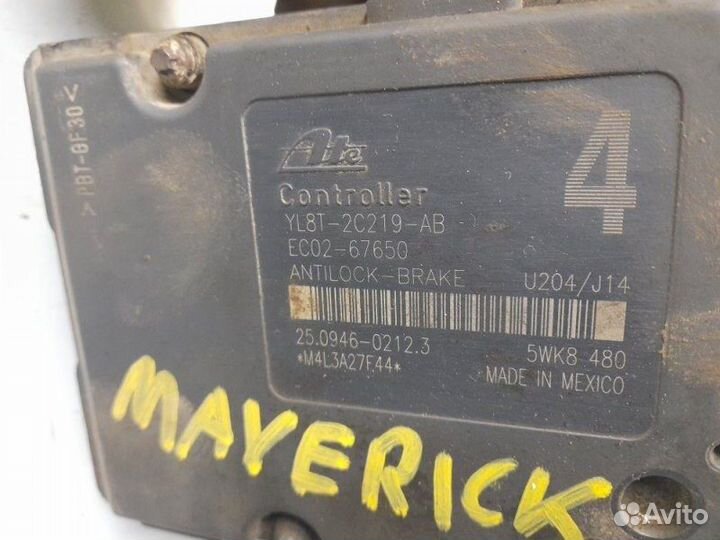 > PBT-GF30 <
Ate
4
Controller
YL8T-2C219-AB
EC02-67650
ANTILOCK-BRAKE U204/J14
25.0946-0212.3 5WK8 480
*M4L3A27F44* MADE IN MEXICO
MAVERICK
Avito